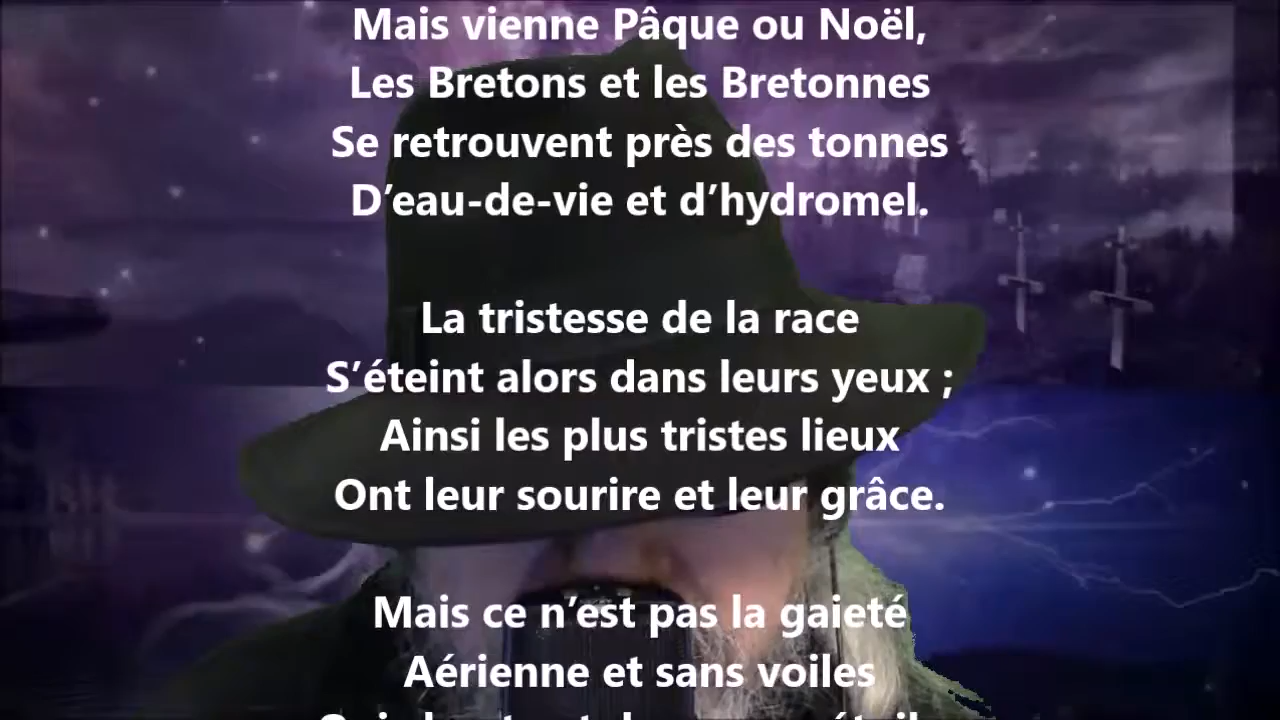 Mais vienne Pâque ou Noël,
Les Bretons et les Bretonnes
Se retrouvent près des tonnes
D’eau-de-vie et d’hydromel.
La tristesse de la race
S’éteint alors dans leurs yeux ;
Ainsi les plus tristes lieux
Ont leur sourire et leur grâce.
Mais ce n’est pas la gaieté
Aérienne et sans voiles